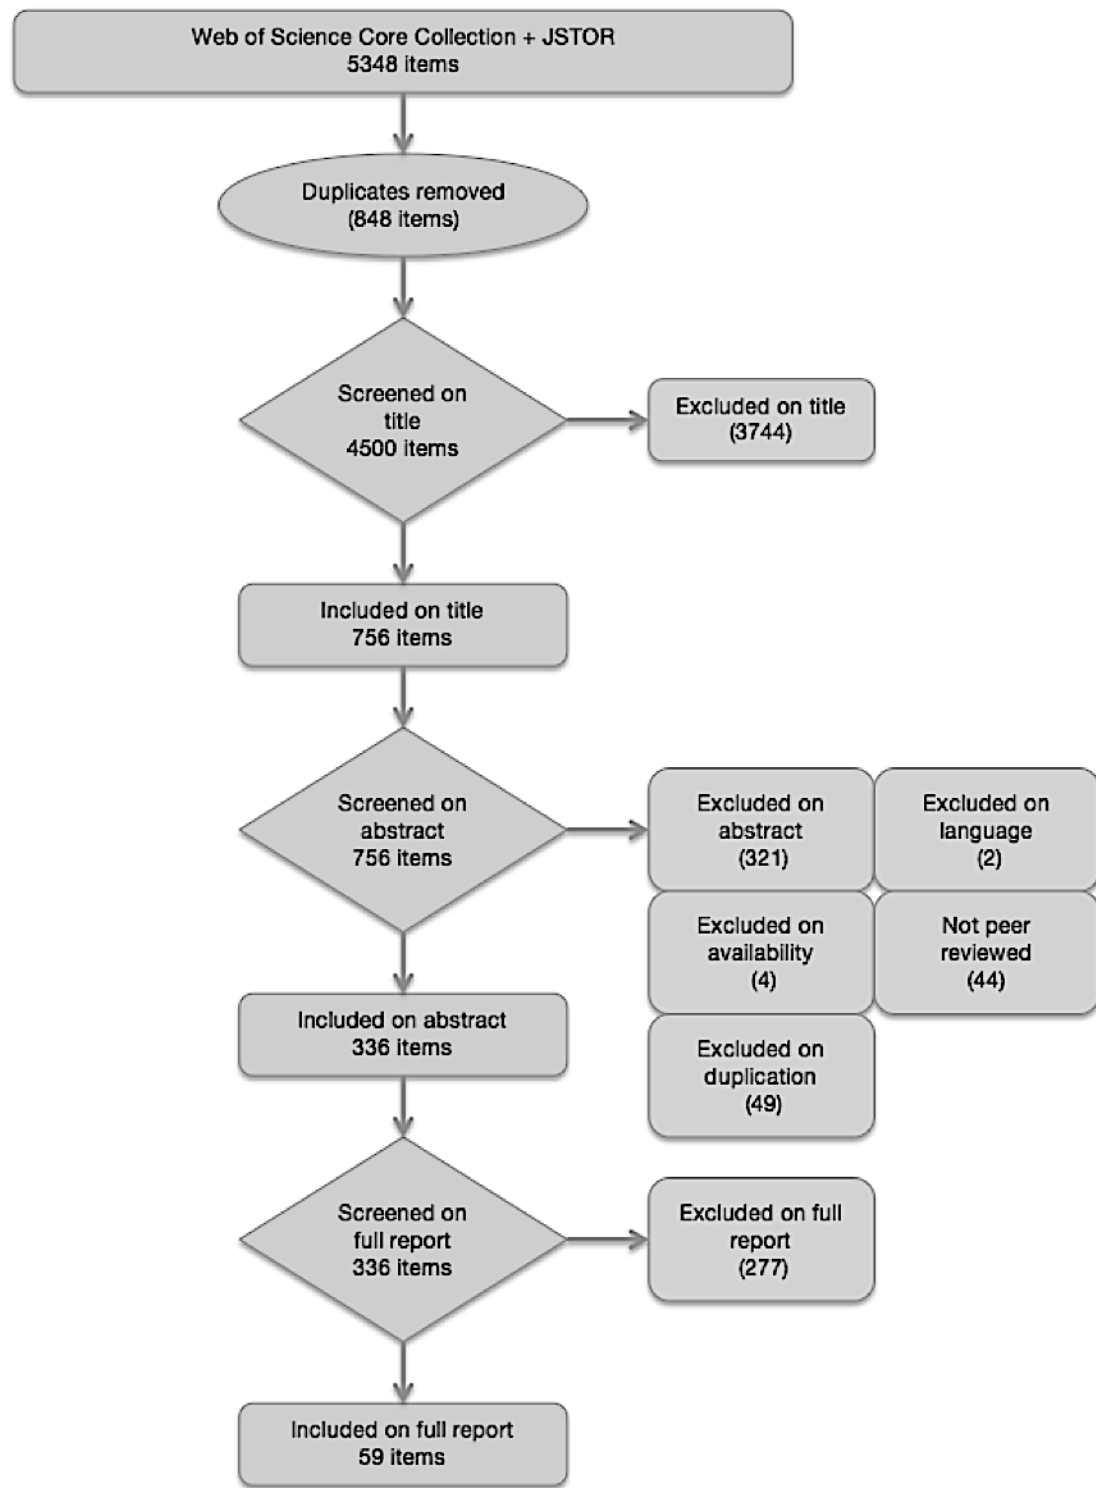 Web of Science Core Collection + JSTOR
5348 items
Duplicates removed
(848 items)
Screened on
title
4500 items
Excluded on title
(3744)
Included on title
756 items
Screened on
abstract
756 items
Excluded on
abstract
(321)
Excluded on
language
(2)
Excluded on
availability
(4)
Not peer
reviewed
(44)
Included on abstract
336 items
Excluded on
duplication
(49)
Screened on
full report
336 items
Excluded on full
report
(277)
Included on full report
59 items